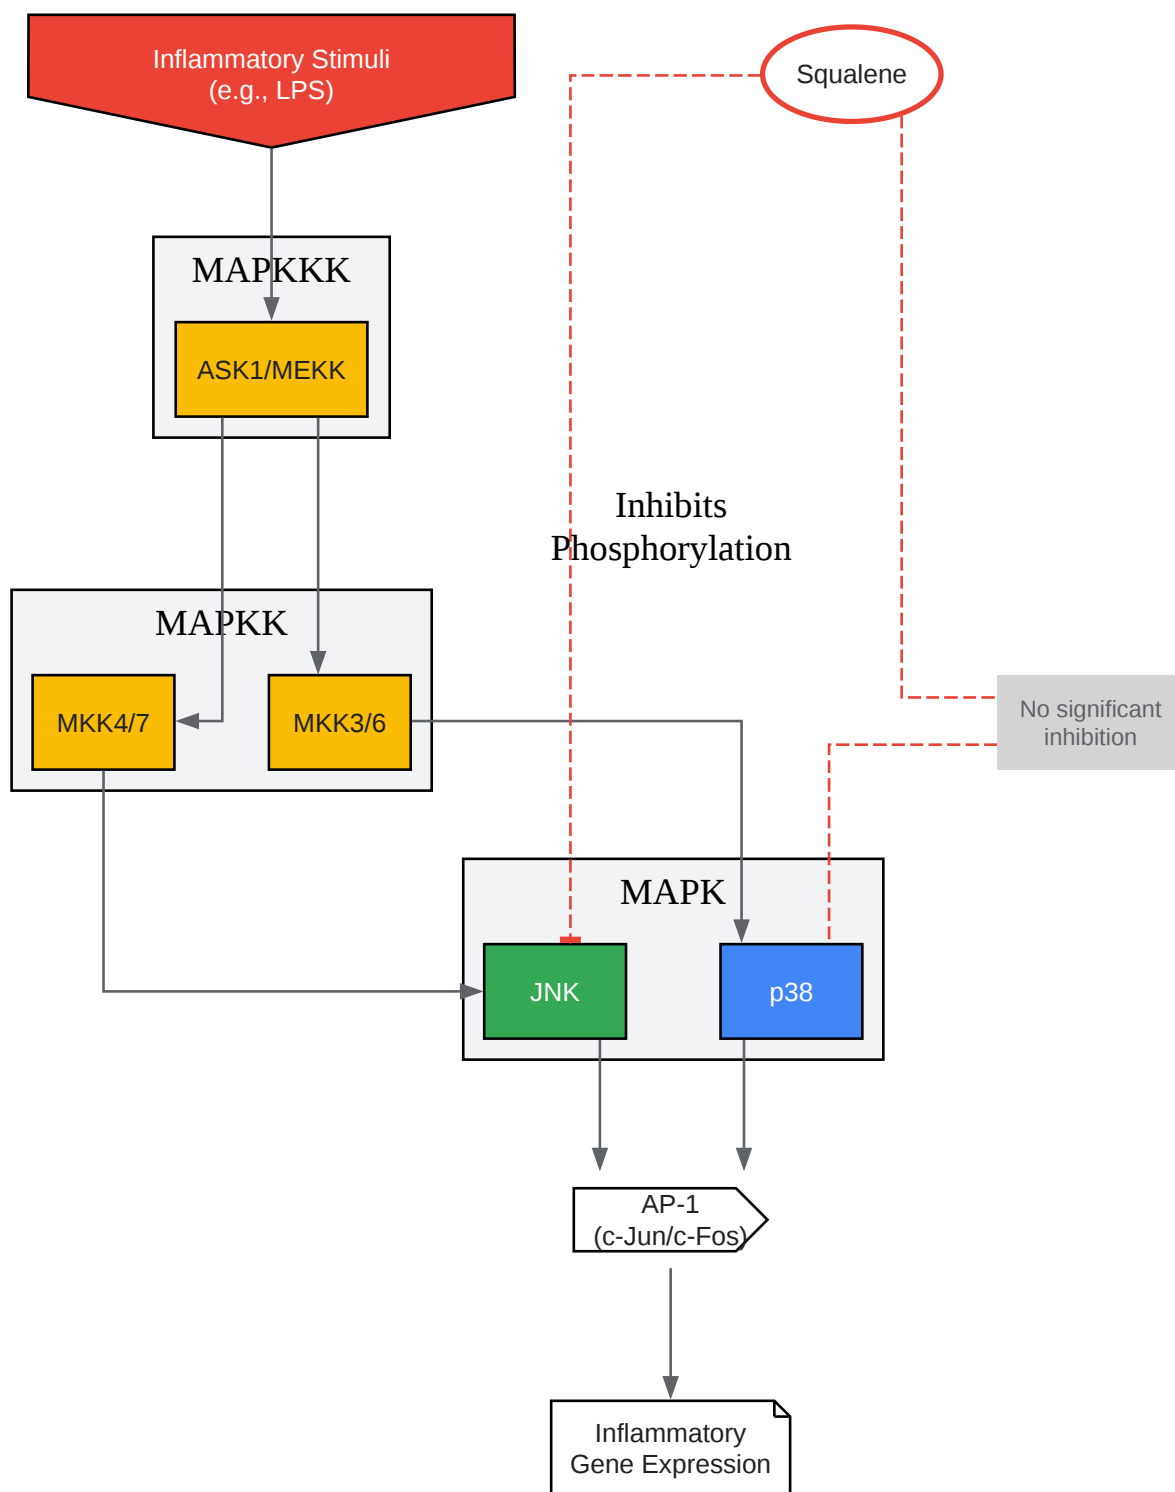 Inflammatory Stimuli
(e.g., LPS)
Squalene
MAPKKK
ASK1/MEKK
Inhibits
Phosphorylation
MAPKK
MKK4/7
MKK3/6
No significant
inhibition
MAPK
JNK
p38
AP-1
(c-Jun/c-Fos)
Inflammatory
Gene Expression